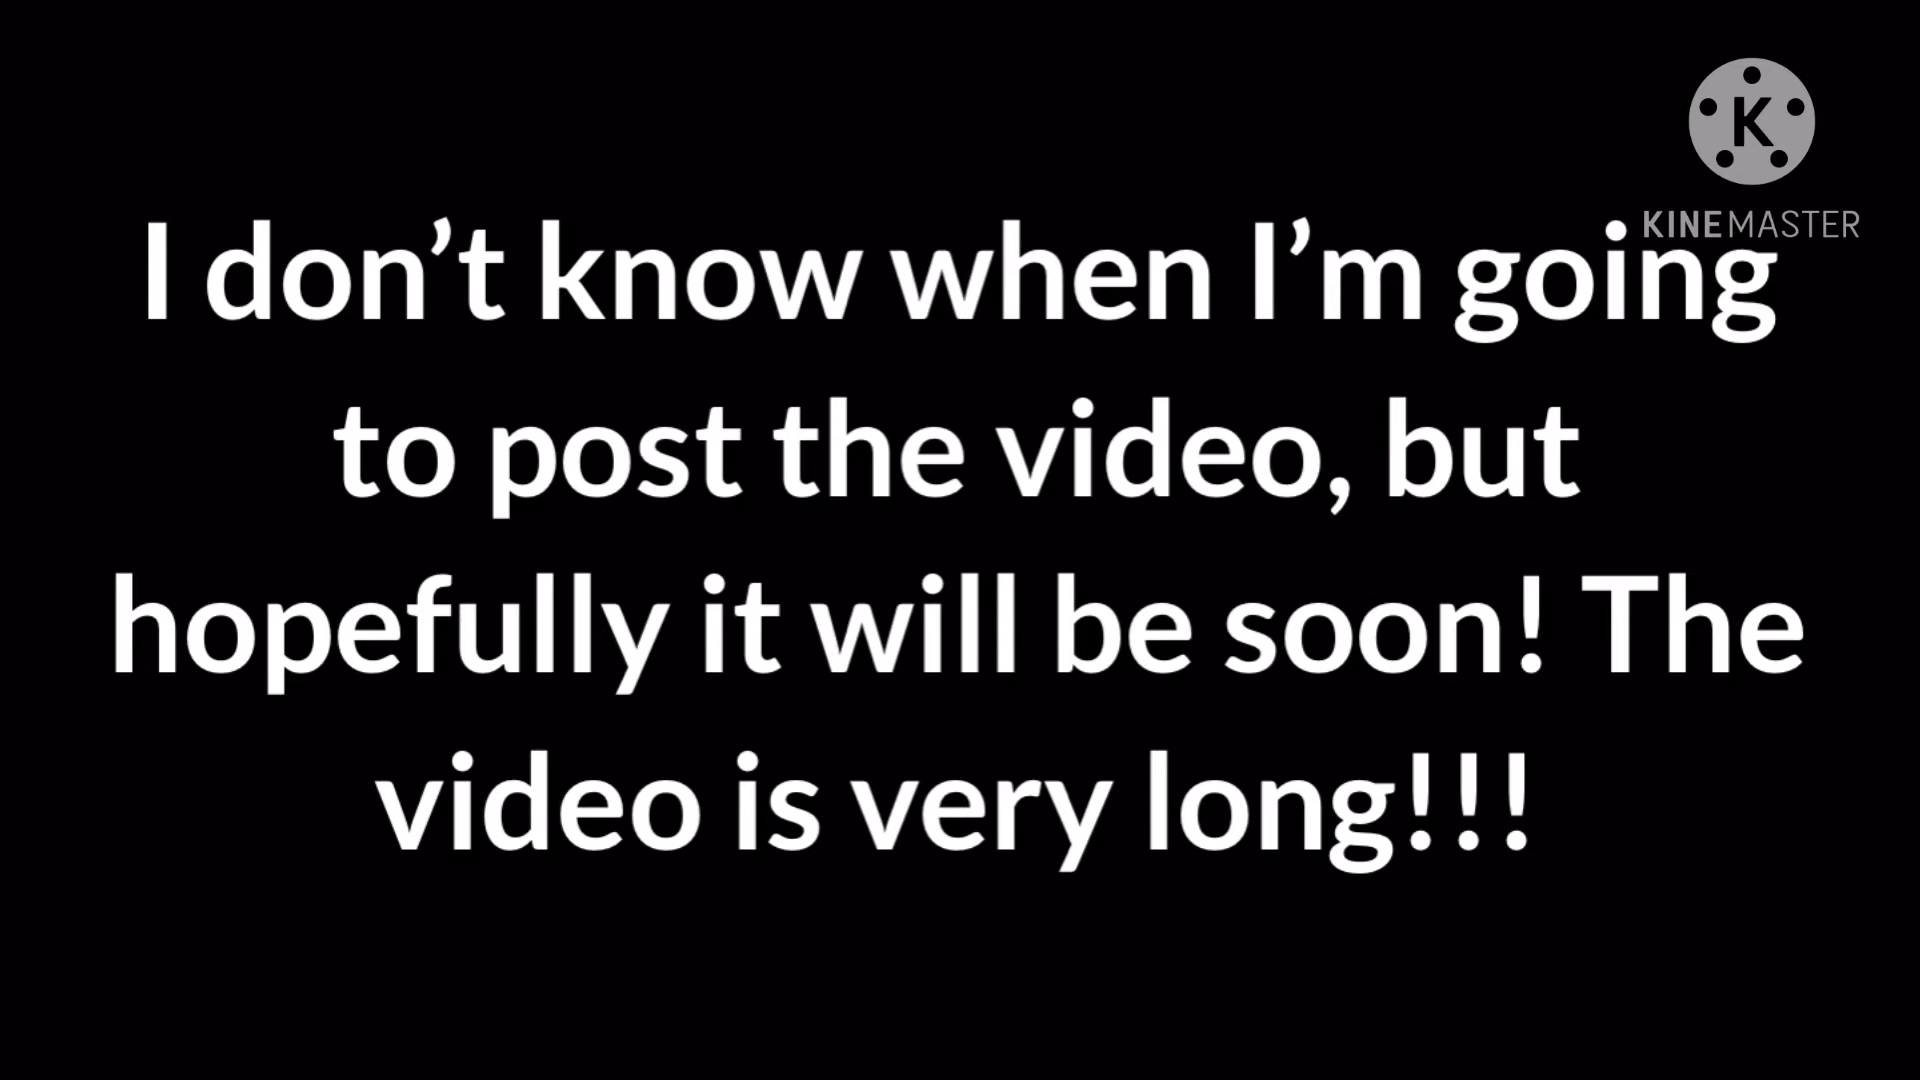 K
KINEMASTER
I don’t know when I’m going
to post the video, but
hopefully it will be soon! The
video is very long!!!